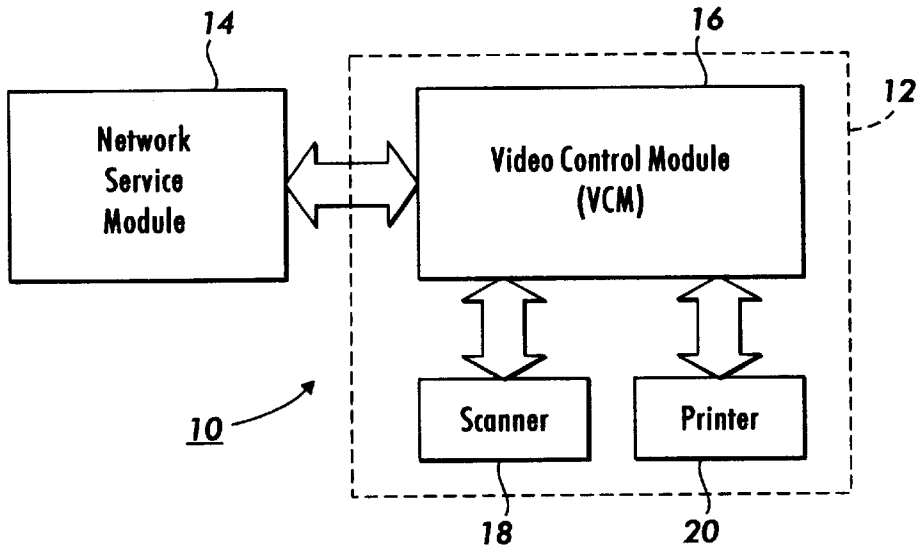 14
16
12
Network
Service
Module
Video Control Module
(VCM)
10
Scanner
Printer
18
20